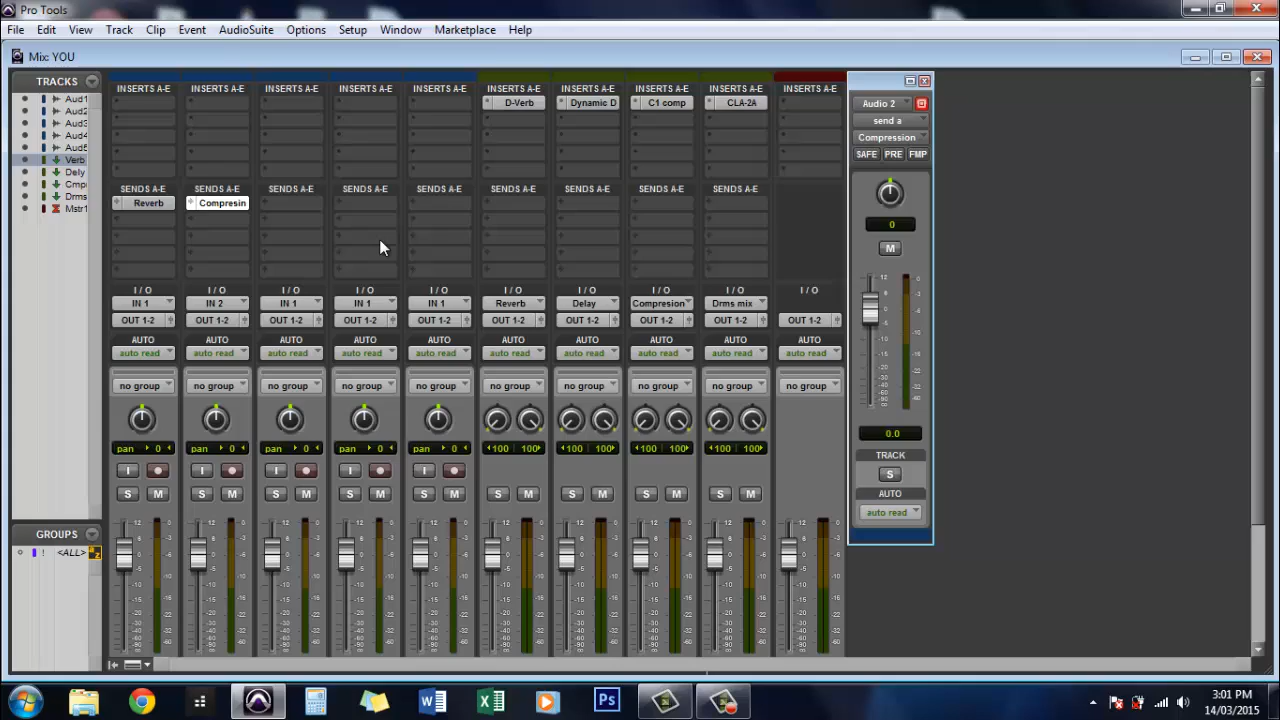 Pro Tools
File Edit View Track Clip Event AudioSuite Options Setup Window Marketplace Help
Mix: YOU
TRACKS
Aud1
Aud2
Aud3
Aud4
Aud5
Verb
Dely
Cmp
Drms
Mstr1
GROUPS
! <ALL>
INSERTS A-E INSERTS A-E INSERTS A-E INSERTS A-E INSERTS A-E INSERTS A-E INSERTS A-E INSERTS A-E INSERTS A-E INSERTS A-E
D-Verb Dynamic D C1 comp CLA-2A
SENDS A-E SENDS A-E SENDS A-E SENDS A-E SENDS A-E SENDS A-E SENDS A-E SENDS A-E SENDS A-E
Reverb Compresin
I / O I / O I / O I / O I / O I / O I / O I / O I / O I / O
IN 1 IN 2 IN 1 IN 1 IN 1 Reverb Delay Compresion Drms mix
OUT 1-2 OUT 1-2 OUT 1-2 OUT 1-2 OUT 1-2 OUT 1-2 OUT 1-2 OUT 1-2 OUT 1-2 OUT 1-2
AUTO AUTO AUTO AUTO AUTO AUTO AUTO AUTO AUTO AUTO
auto read auto read auto read auto read auto read auto read auto read auto read auto read auto read
no group no group no group no group no group no group no group no group no group no group
pan 0 pan 0 pan 0 pan 0 pan 0 100 100 100 100 100 100 100 100
I I I I I
S M S M S M S M S M S M S M S M S M
Audio 2
send a
Compression
SAFE PRE FMP
0
M
0.0
TRACK
S
AUTO
auto read
3:01 PM
14/03/2015